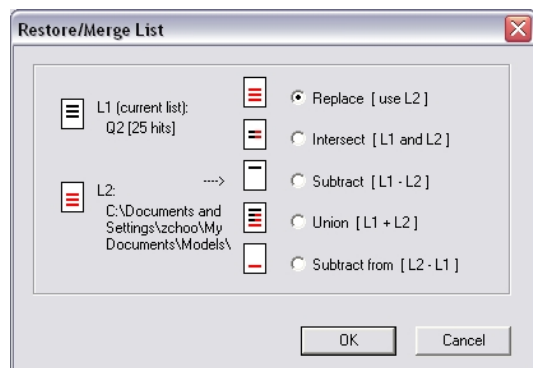 Restore/Merge List
L1 (current list):
Q2 [25 hits]
---->
L2:
C:\Documents and
Settings\zchoo\My
Documents\Models\
Replace [ use L2 ]
Intersect [ L1 and L2 ]
Subtract [ L1 - L2 ]
Union [ L1 + L2 ]
Subtract from [ L2 - L1 ]
OK
Cancel